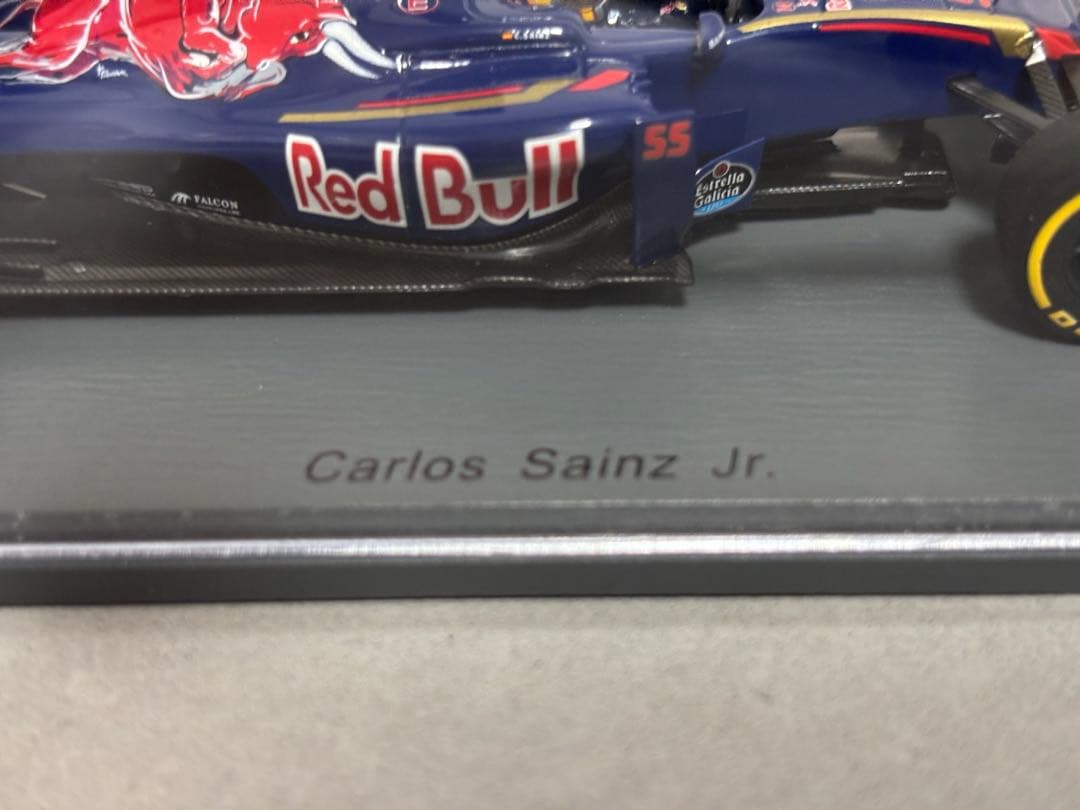 55
Red Bull
Estrella
Galicia
FALCON
Carlos Sainz Jr.